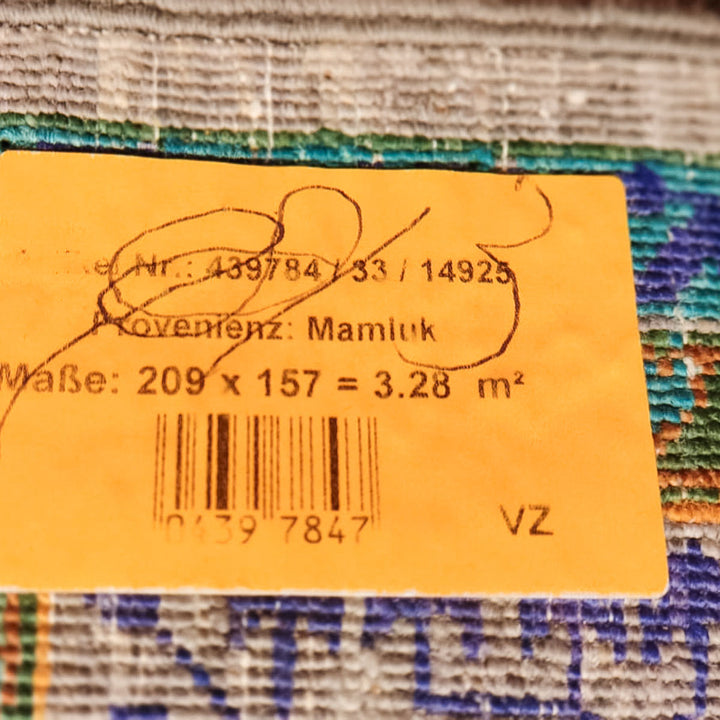 Nr.: 439784 / 33 / 14925
Provenienz: Mamluk
Maße: 209 x 157 = 3.28 m²
0439 7847
VZ